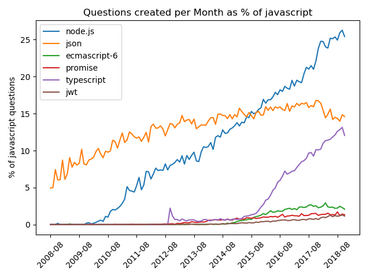 Questions created per Month as % of javascript
% of javascript questions
25
20
15
10
5
0
node.js
json
ecmascript-6
promise
typescript
jwt
2008-08
2009-08
2010-08
2011-08
2012-08
2013-08
2014-08
2015-08
2016-08
2017-08
2018-08